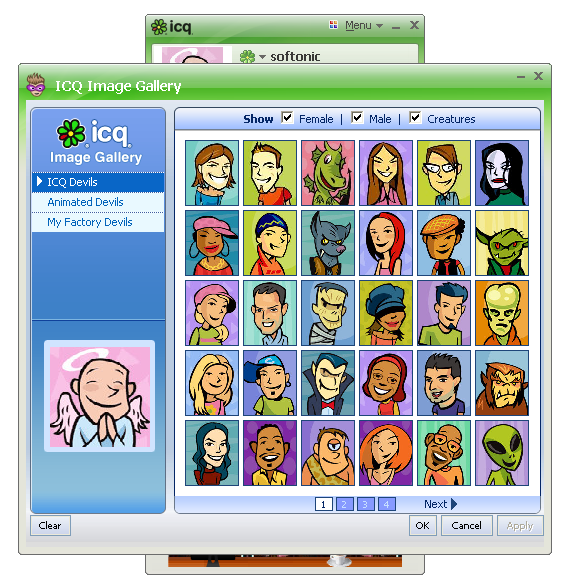 icq Menu
softonic
ICQ Image Gallery
icq
Image Gallery
Show Female | Male | Creatures
ICQ Devils
Animated Devils
My Factory Devils
1 2 3 4 Next
Clear OK Cancel Apply